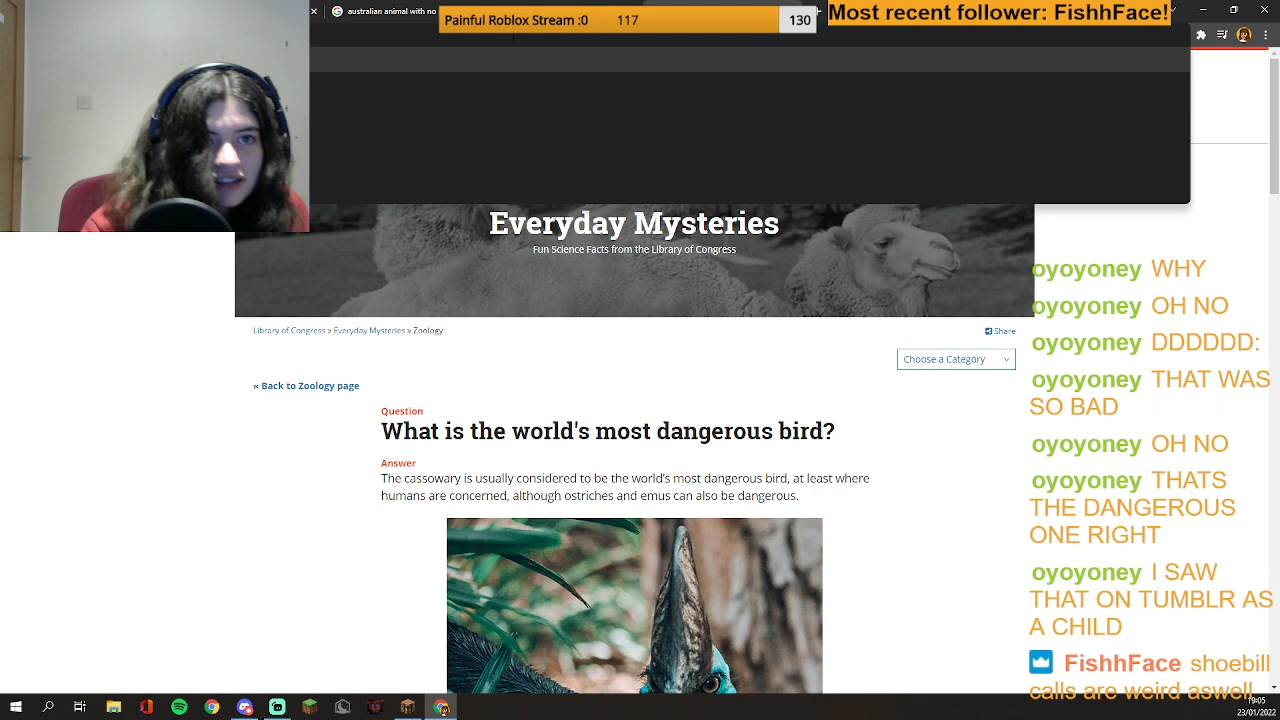 australian animal with no
Painful Roblox Stream :0 117 130
Most recent follower: FishhFace!
Everyday Mysteries
Fun Science Facts from the Library of Congress
Library of Congress » Everyday Mysteries » Zoology
Share
Choose a Category
« Back to Zoology page
Question
What is the world's most dangerous bird?
Answer
The cassowary is usually considered to be the world’s most dangerous bird, at least where
humans are concerned, although ostriches and emus can also be dangerous.
oyoyoney WHY
oyoyoney OH NO
oyoyoney DDDDDD:
oyoyoney THAT WAS
SO BAD
oyoyoney OH NO
oyoyoney THATS
THE DANGEROUS
ONE RIGHT
oyoyoney I SAW
THAT ON TUMBLR AS
A CHILD
FishhFace shoebill
calls are weird aswell
19:05
23/01/2022